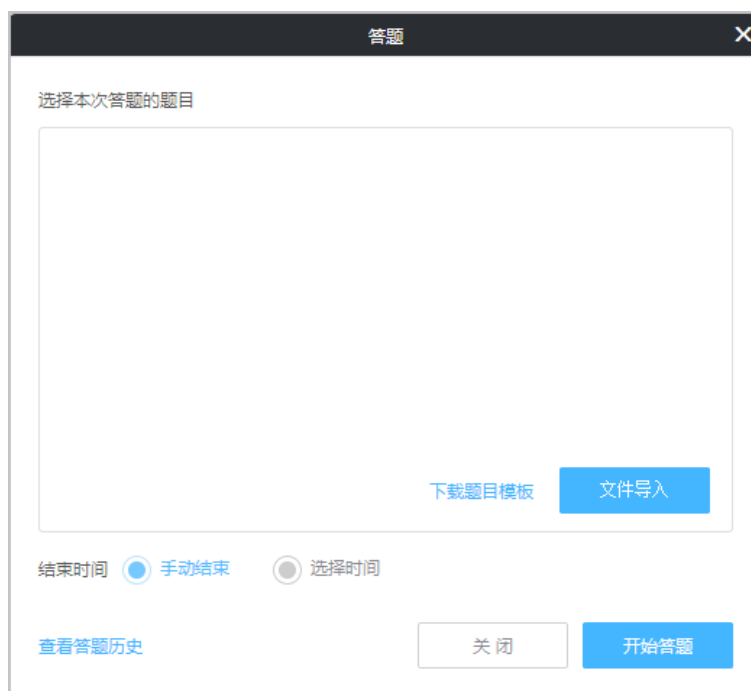 答题
选择本次答题的题目
下载题目模板 文件导入
结束时间 手动结束 选择时间
查看答题历史 关闭 开始答题